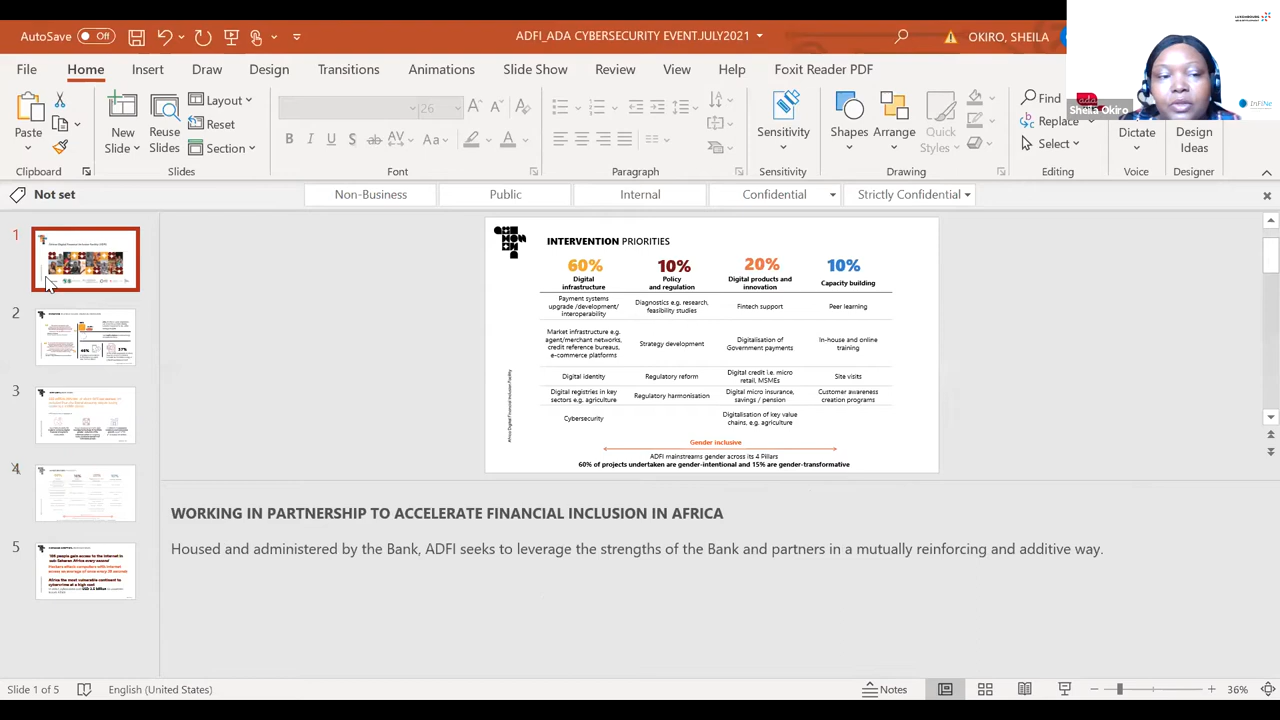 AutoSave
Off
ADFI_ADA CYBERSECURITY EVENT.JULY2021
OKIRO, SHEILA
File
Home
Insert
Draw
Design
Transitions
Animations
Slide Show
Review
View
Help
Foxit Reader PDF
Sheila Okiro
InFiNe
Paste
New
Slide
Reuse
Slides
Layout
Reset
Section
26
Sensitivity
Shapes
Arrange
Quick
Styles
Find
Replace
Select
Dictate
Design
Ideas
Clipboard
Slides
Font
Paragraph
Sensitivity
Drawing
Editing
Voice
Designer
Not set
Non-Business
Public
Internal
Confidential
Strictly Confidential
1
2
3
4
5
INTERVENTION PRIORITIES
60%
10%
20%
10%
Digital
infrastructure
Policy
and regulation
Digital products and
innovation
Capacity building
Payment systems
upgrade /development/
interoperability
Diagnostics e.g. research,
feasibility studies
Fintech support
Peer learning
Market infrastructure e.g.
agent/merchant networks,
credit reference bureaus,
e-commerce platforms
Strategy development
Digitalisation of
Government payments
In-house and online
training
Digital identity
Regulatory reform
Digital credit i.e. micro
retail, MSMEs
Site visits
Digital registries in key
sectors e.g. agriculture
Regulatory harmonisation
Digital micro insurance,
savings / pension
Customer awareness
creation programs
Cybersecurity
Digitalisation of key value
chains, e.g. agriculture
Gender inclusive
ADFI mainstreams gender across its 4 Pillars
60% of projects undertaken are gender-intentional and 15% are gender-transformative
WORKING IN PARTNERSHIP TO ACCELERATE FINANCIAL INCLUSION IN AFRICA
Housed and administered by the Bank, ADFI seeks to leverage the strengths of the Bank and partners in a mutually rewarding and additive way.
Slide 1 of 5
English (United States)
Notes
36%